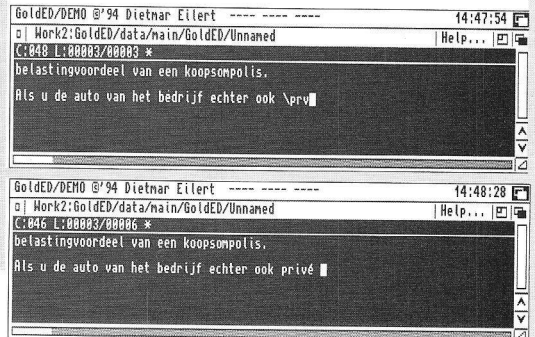 GoldED/DEMO ©'94 Dietmar Eilert ---- ---- ---- 14:47:54
Work2:GoldED/data/main/GoldED/Unnamed Help...
C:048 L:00003/00003 *
belastingvoordeel van een koopsompolis.
Als u de auto van het bedrijf echter ook \prv
GoldED/DEMO ©'94 Dietmar Eilert ---- ---- ---- 14:48:28
Work2:GoldED/data/main/GoldED/Unnamed Help...
C:046 L:00003/00006 *
belastingvoordeel van een koopsompolis.
Als u de auto van het bedrijf echter ook privé